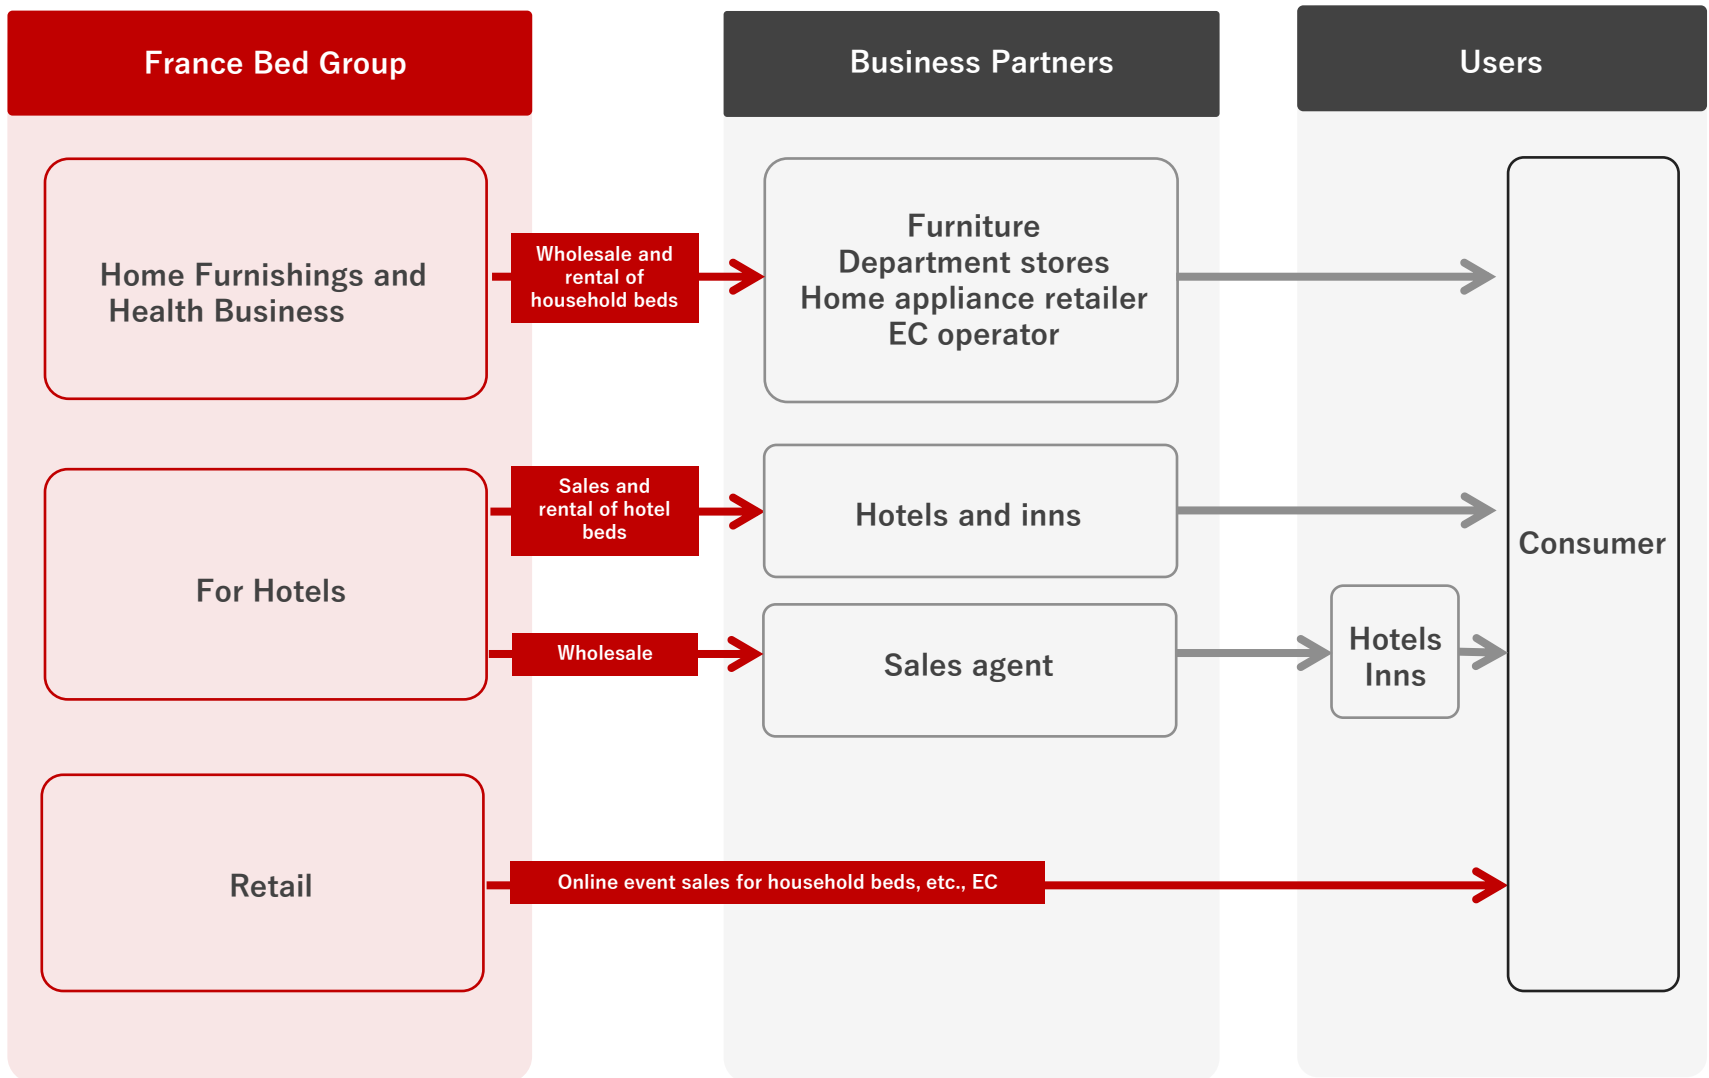 France Bed Group
Business Partners
Users
Home Furnishings and
Health Business
Wholesale and
rental of
household beds
Furniture
Department stores
Home appliance retailer
EC operator
For Hotels
Sales and
rental of hotel
beds
Hotels and inns
Wholesale
Sales agent
Hotels
Inns
Consumer
Retail
Online event sales for household beds, etc., EC